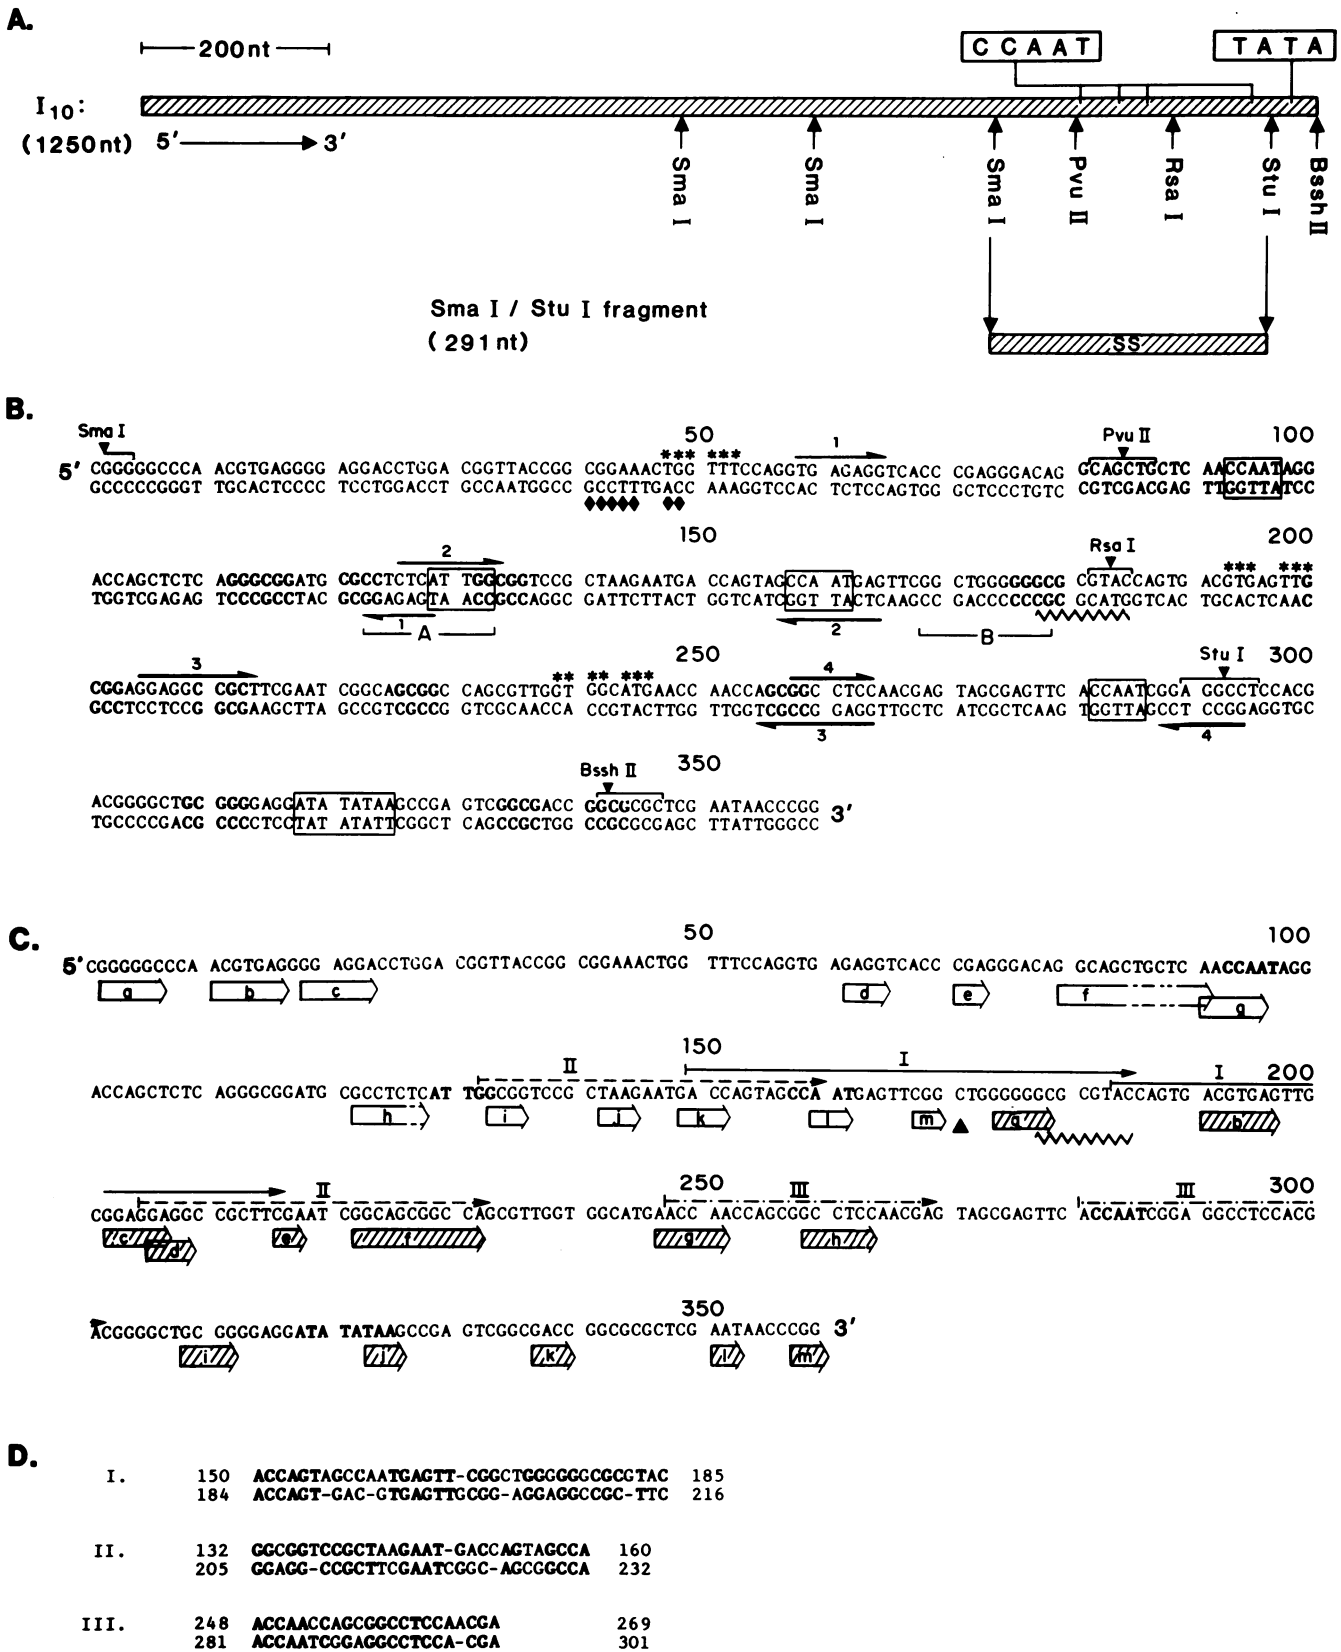 A.
200nt
CCAAT
TATA
I10:
(1250nt)
5' 3'
Sma I
Sma I
Sma I
Pvu II
Rsa I
Stu I
Bssh II
Sma I / Stu I fragment
(291nt)
SS
B.
Sma I
50
1
Pvu II
100
5' CGGGGGCCCA ACGTGAGGGG AGGACCTGGA CGGTTACCGG CGGAAACTGG TTTCCAGGTG AGAGGTCACC CGAGGGACAG GCAGCTGCTC AACCAATAGG
GCCCCCGGGT TGCACTCCCC TCCTGGACCT GCCAATGGCC GCCTTTGACC AAAGGTCCAC TCTCCAGTGG GCTCCCTGTC CGTCGACGAG TTGGTTATCC
2
150
Rsa I
200
ACCAGCTCTC AGGGCGGATG CGCCTCTCAT TGGCGGTCCG CTAAGAATGA CCAGTAGCCA ATGAGTTCGG CTGGGGGGCG CGTACCAGTG ACGTGAGTTG
TGGTCGAGAG TCCCGCCTAC GCGGAGAGTA ACCGCCAGGC GATTCTTACT GGTCATCGGT TACTCAAGCC GACCCCCCGC GCATGGTCAC TGCACTCAAC
1 A 2 B
3
250
4
Stu I
300
CGGAGGAGGC CGCTTCGAAT CGGCAGCGGC CAGCGTTGGT GGCATGAACC AACCAGCGGC CTCCAACGAG TAGCGAGTTC ACCAATCGGA GGCCTCCACG
GCCTCCTCCG GCGAAGCTTA GCCGTCGCCG GTCGCAACCA CCGTACTTGG TTGGTCGCCG GAGGTTGCTC ATCGCTCAAG TGGTTAGCCT CCGGAGGTGC
3 4
Bssh II
350
ACGGGGCTGC GGGGAGGATA TATAAGCCGA GTCGGCGACC GGCGCGCTCG AATAACCCGG 3'
TGCCCCGACG CCCCTCCTAT ATATTCGGCT CAGCCGCTGG CCGCGCGAGC TTATTGGGCC
C.
50
100
5' CGGGGGCCCA ACGTGAGGGG AGGACCTGGA CGGTTACCGG CGGAAACTGG TTTCCAGGTG AGAGGTCACC CGAGGGACAG GCAGCTGCTC AACCAATAGG
a b c d e f g
II
150
I
I
200
ACCAGCTCTC AGGGCGGATG CGCCTCTCAT TGGCGGTCCG CTAAGAATGA CCAGTAGCCA ATGAGTTCGG CTGGGGGGCG CGTACCAGTG ACGTGAGTTG
h i j k l m a' b'
II
250
III
III
300
CGGAGGAGGC CGCTTCGAAT CGGCAGCGGC CAGCGTTGGT GGCATGAACC AACCAGCGGC CTCCAACGAG TAGCGAGTTC ACCAATCGGA GGCCTCCACG
c' d' e' f' g' h'
350
ACGGGGCTGC GGGGAGGATA TATAAGCCGA GTCGGCGACC GGCGCGCTCG AATAACCCGG 3'
i' j' k' l' m'
D.
I. 150 ACCAGTAGCCAATGAGTT-CGGCTGGGGGGCGCGTAC 185
184 ACCAGT-GAC-GTGAGTTGCGG-AGGAGGCCGC-TTC 216
II. 132 GGCGGTCCGCTAAGAAT-GACCAGTAGCCA 160
205 GGAGG-CCGCTTCGAATCGGC-AGCGGCCA 232
III. 248 ACCAACCAGCGGCCTCCAACGA 269
281 ACCAATCGGAGGCCTCCA-CGA 301